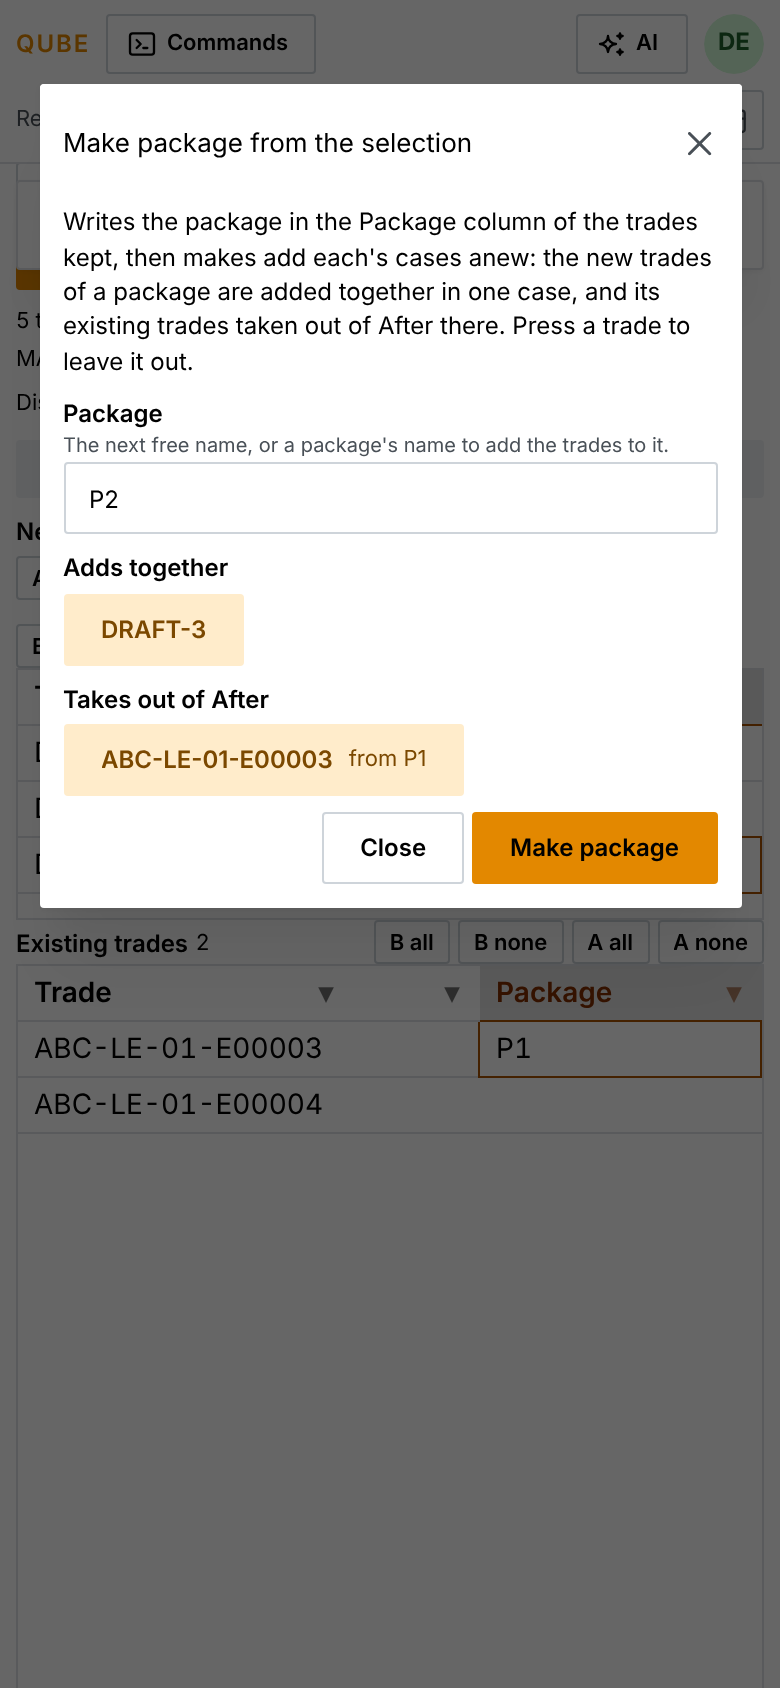 QUBE
Commands
AI
DE
Re
Make package from the selection
Writes the package in the Package column of the trades
kept, then makes add each's cases anew: the new trades
of a package are added together in one case, and its
existing trades taken out of After there. Press a trade to
leave it out.
5 t
MA
Dis
Package
The next free name, or a package's name to add the trades to it.
P2
Ne
Adds together
DRAFT-3
Takes out of After
ABC-LE-01-E00003 from P1
Close
Make package
Existing trades 2
B all
B none
A all
A none
Trade
Package
ABC-LE-01-E00003
P1
ABC-LE-01-E00004